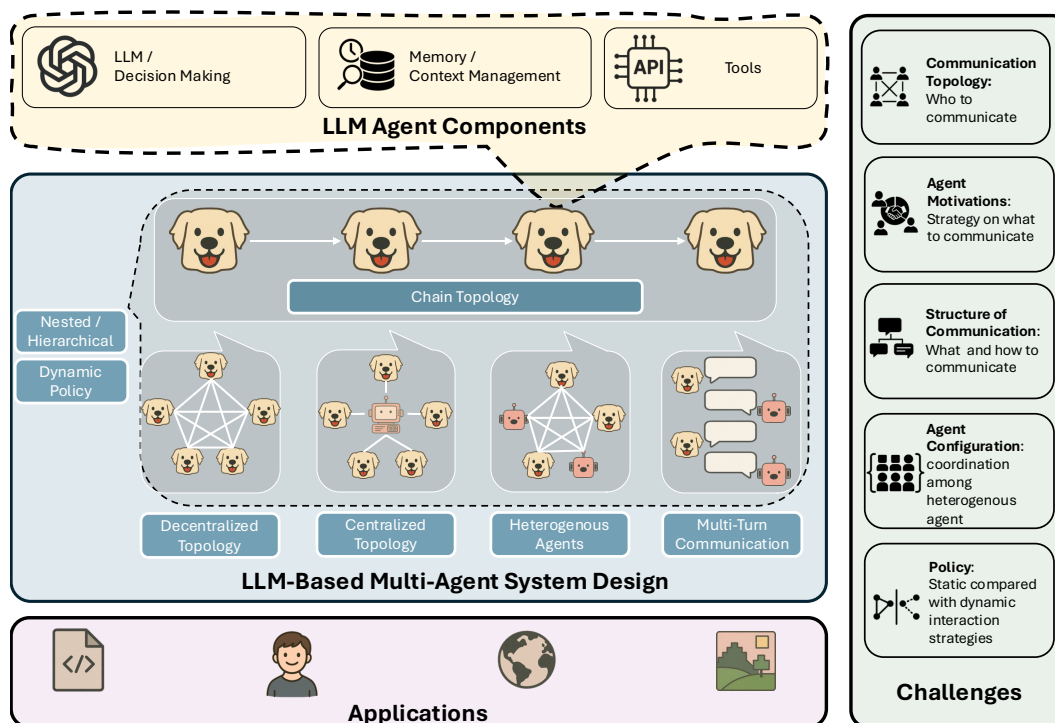 LLM /
Decision Making
Memory /
Context Management
API
Tools
LLM Agent Components
Chain Topology
Nested /
Hierarchical
Dynamic
Policy
Decentralized
Topology
Centralized
Topology
Heterogenous
Agents
Multi-Turn
Communication
LLM-Based Multi-Agent System Design
</>
Applications
Communication
Topology:
Who to
communicate
Agent
Motivations:
Strategy on what
to communicate
Structure of
Communication:
What and how to
communicate
Agent
Configuration:
coordination
among
heterogenous
agent
Policy:
Static compared
with dynamic
interaction
strategies
Challenges